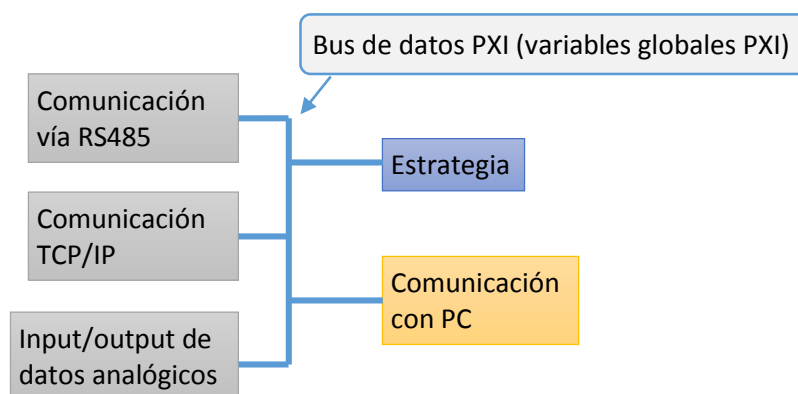 Bus de datos PXI (variables globales PXI)
Comunicación
vía RS485
Estrategia
Comunicación
TCP/IP
Comunicación
con PC
Input/output de
datos analógicos